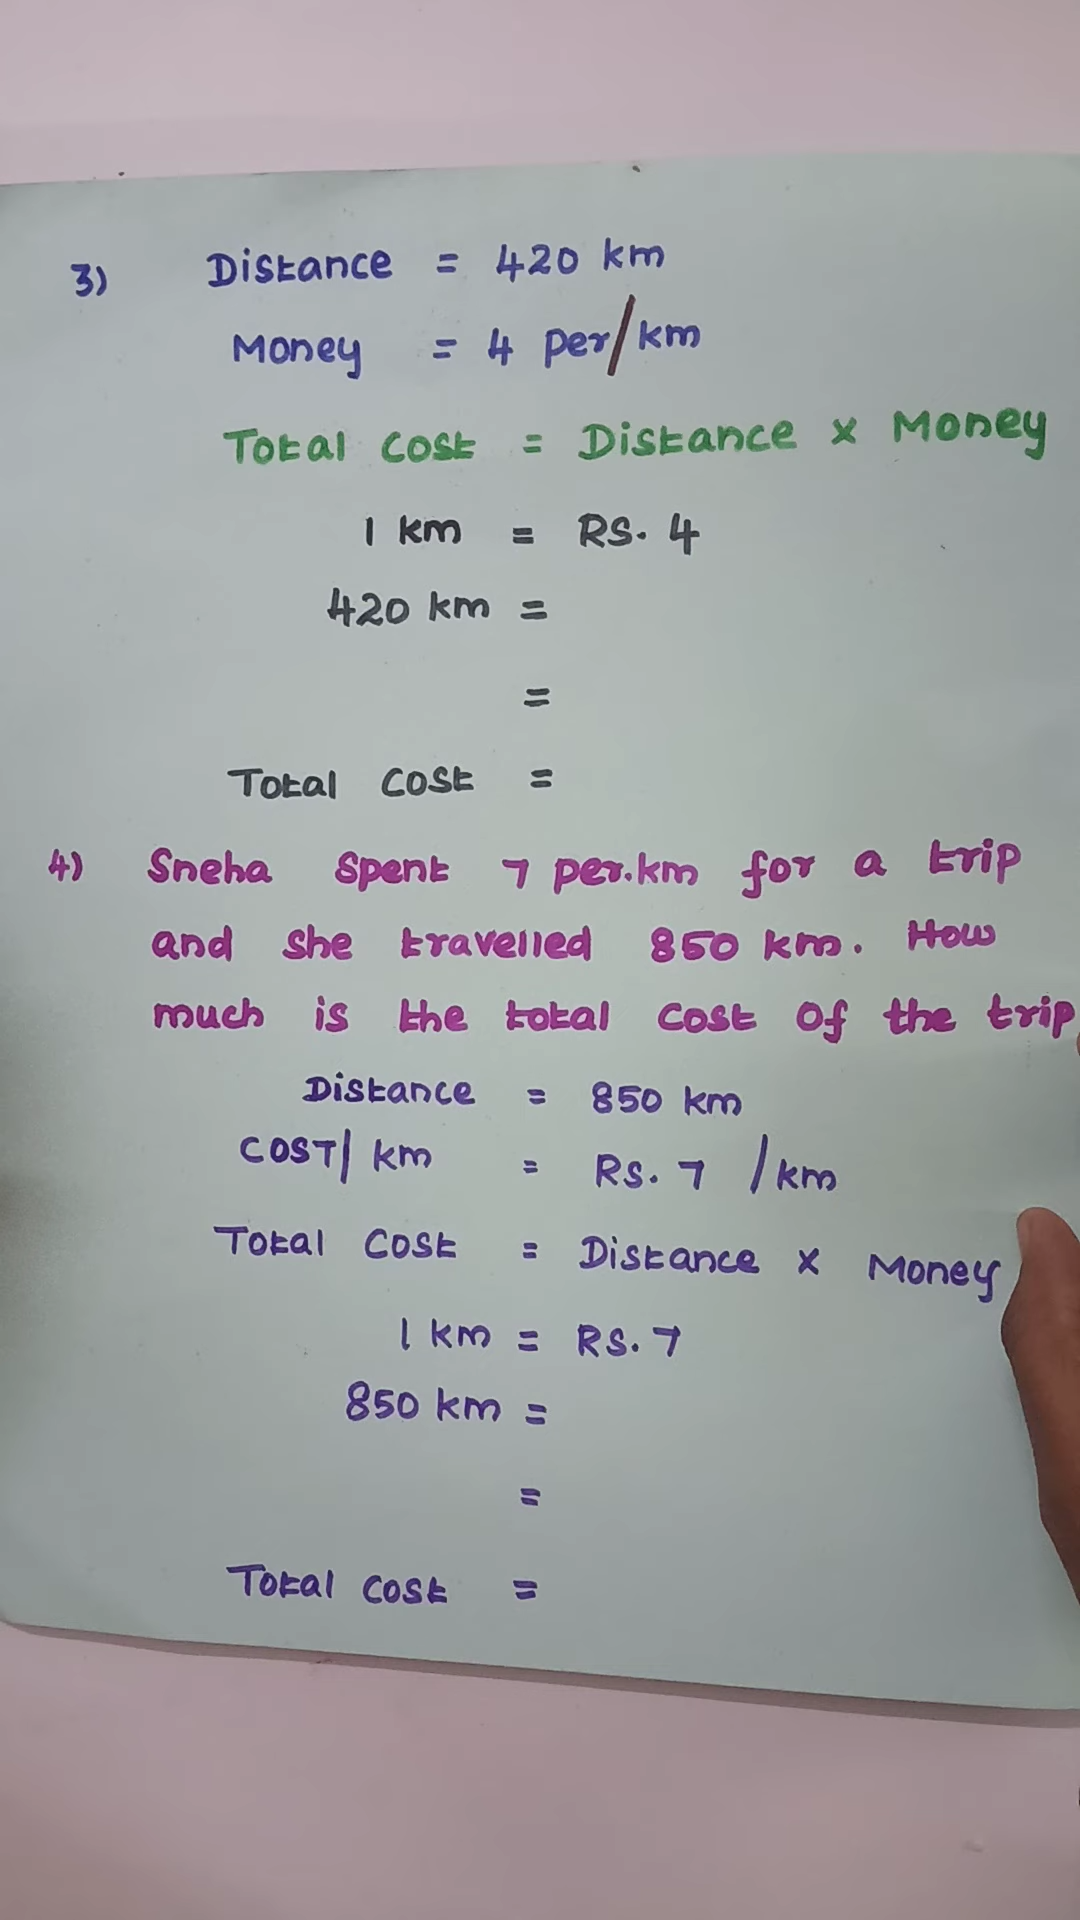 3) Distance = 420 km
Money = 4 per/km
Total cost = Distance x Money
1 km = RS. 4
420 km =
=
Total cost =
4) Sneha spent 7 per.km for a trip
and she travelled 850 km. How
much is the total cost of the trip
Distance = 850 km
COST/ km = RS. 7 /km
Total cost = Distance x Money
1 km = RS. 7
850 km =
=
Total cost =